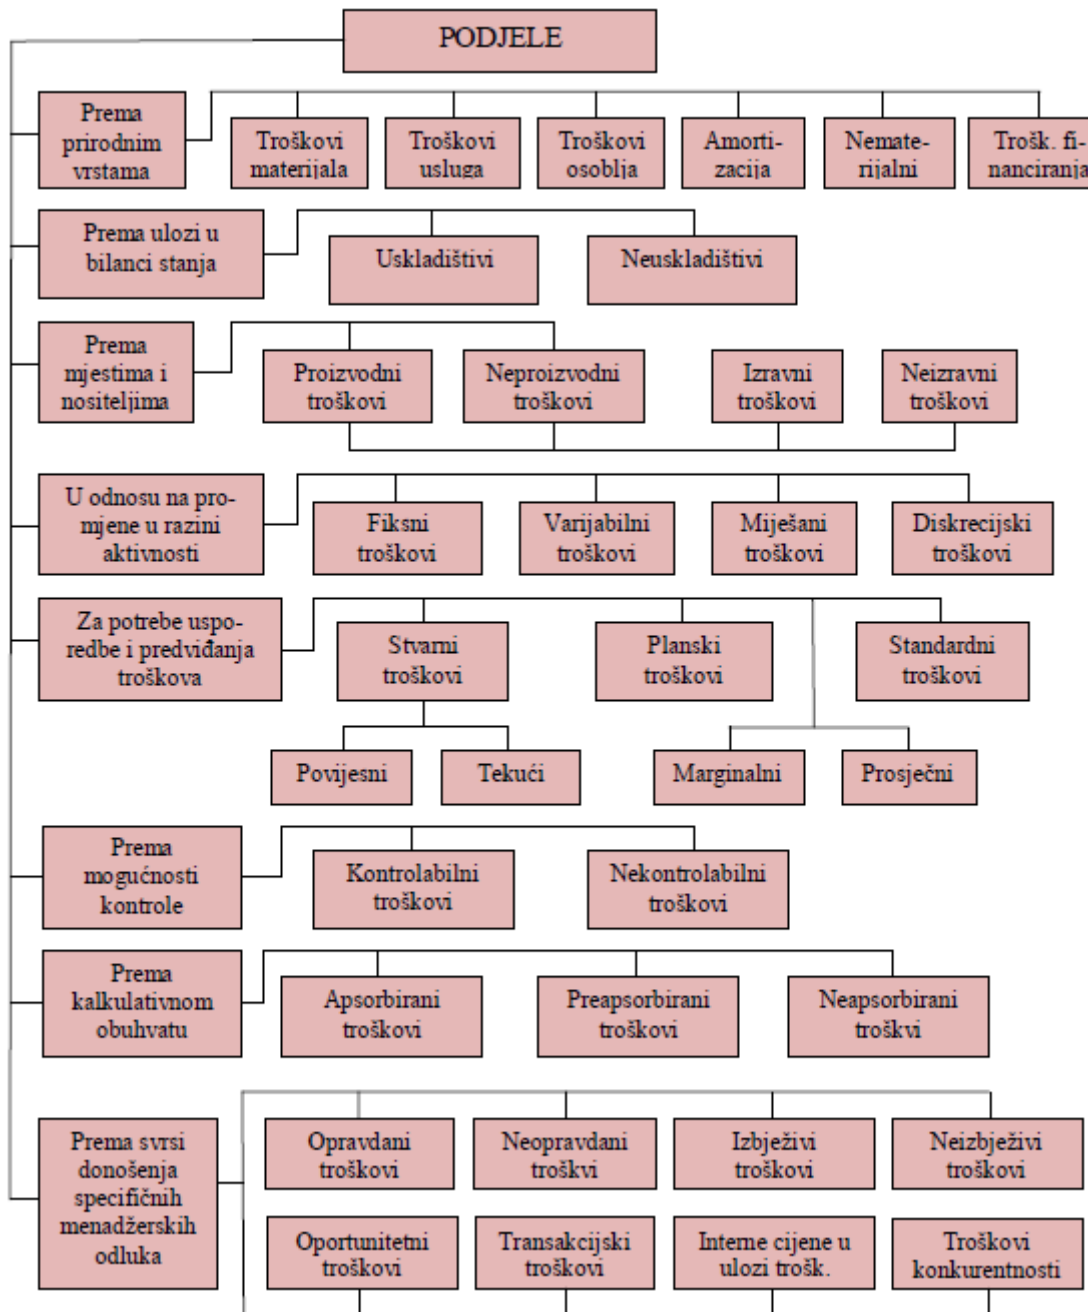 PODJELE
Prema
prirodnim
vrstama
Troškovi
materijala
Troškovi
usluga
Troškovi
osoblja
Amorti-
zacija
Nemate-
rijalni
Trošk. fi-
nanciranja
Prema ulozi u
bilanci stanja
Uskladištivi
Neuskladištivi
Prema
mjestima i
nositeljima
Proizvodni
troškovi
Neproizvodni
troškovi
Izravni
troškovi
Neizravni
troškovi
U odnosu na pro-
mjene u razini
aktivnosti
Fiksni
troškovi
Varijabilni
troškovi
Miješani
troškovi
Diskrecijski
troškovi
Za potrebe uspo-
redbe i predviđanja
troškova
Stvarni
troškovi
Planski
troškovi
Standardni
troškovi
Povijesni
Tekući
Marginalni
Prosječni
Prema
mogućnosti
kontrole
Kontrolabilni
troškovi
Nekontrolabilni
troškovi
Prema
kalkulativnom
obuhvatu
Apsorbirani
troškovi
Preapsorbirani
troškovi
Neapsorbirani
troškvi
Prema svrsi
donošenja
specifičnih
menadžerskih
odluka
Opravdani
troškovi
Neopravdani
troškvi
Izbježivi
troškovi
Neizbježivi
troškovi
Oportunitetni
troškovi
Transakcijski
troškovi
Interne cijene u
ulozi trošk.
Troškovi
konkurentnosti